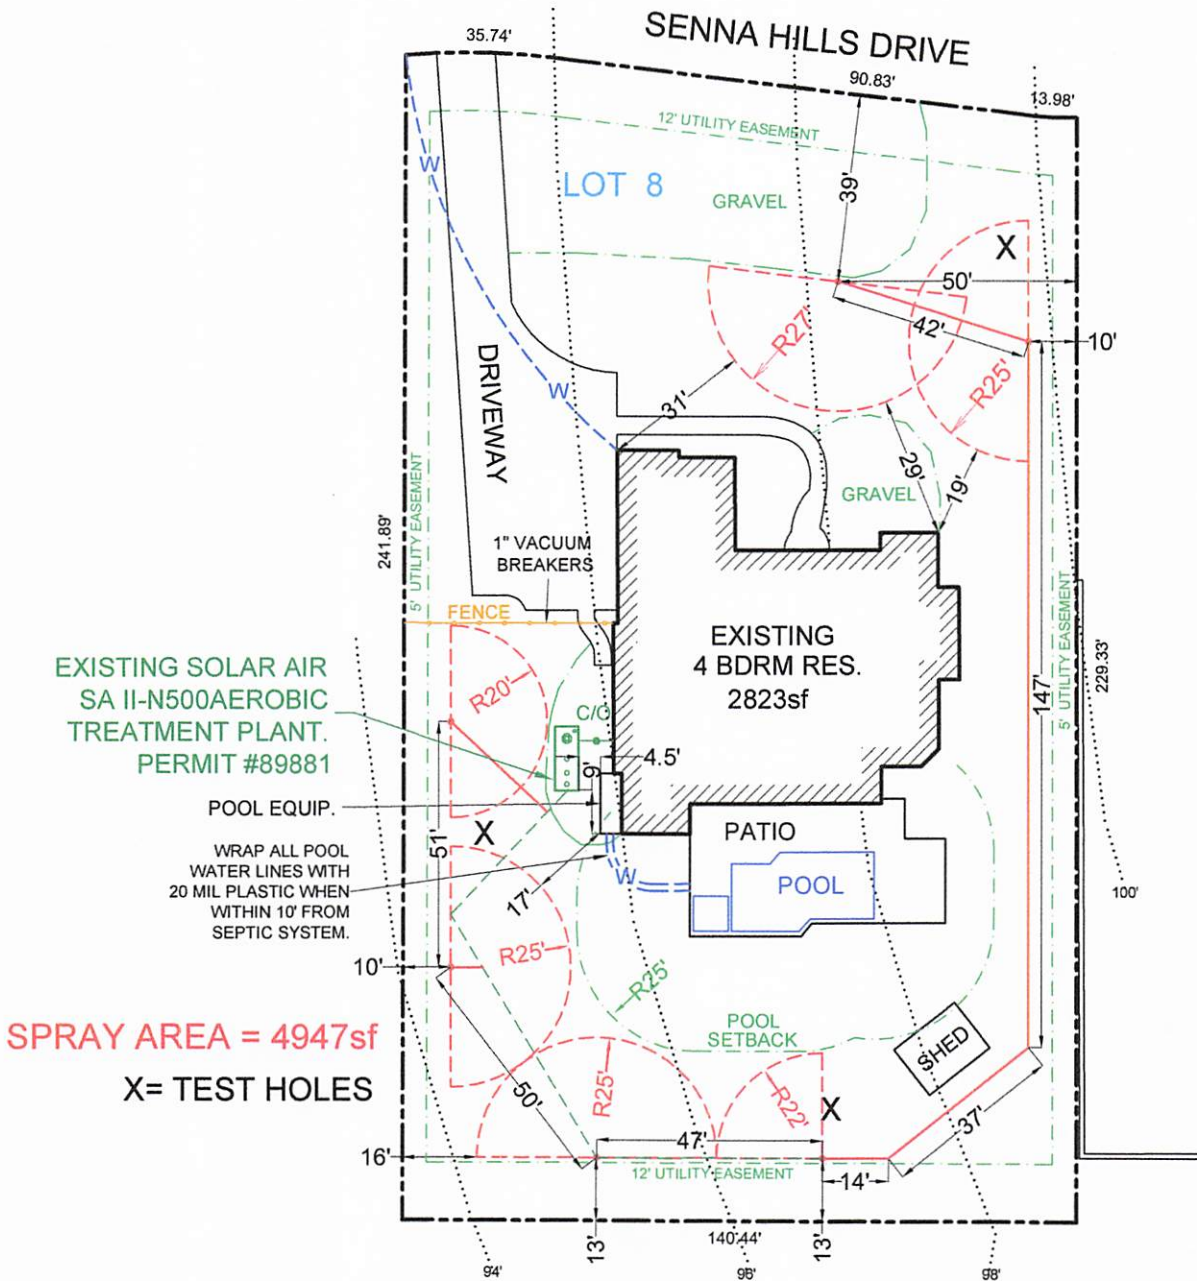 SENNA HILLS DRIVE
35.74'
90.83'
13.98'
12' UTILITY EASEMENT
LOT 8
GRAVEL
39'
X
W
50'
42'
10'
R27'
R25'
DRIVEWAY
W
31'
29'
19'
GRAVEL
5' UTILITY EASEMENT
241.89'
1" VACUUM
BREAKERS
FENCE
EXISTING
4 BDRM RES.
2823sf
147'
5' UTILITY EASEMENT
229.33'
EXISTING SOLAR AIR
SA II-N500AEROBIC
TREATMENT PLANT.
PERMIT #89881
R20'
C/O
4.5'
9'
POOL EQUIP.
51'
X
PATIO
POOL
W
WRAP ALL POOL
WATER LINES WITH
20 MIL PLASTIC WHEN
WITHIN 10' FROM
SEPTIC SYSTEM.
17'
100'
10'
R25'
R25'
POOL
SETBACK
SHED
SPRAY AREA = 4947sf
X= TEST HOLES
50'
R25'
R22'
X
37'
16'
47'
12' UTILITY EASEMENT
14'
13'
140.44'
13'
94'
96'
98'